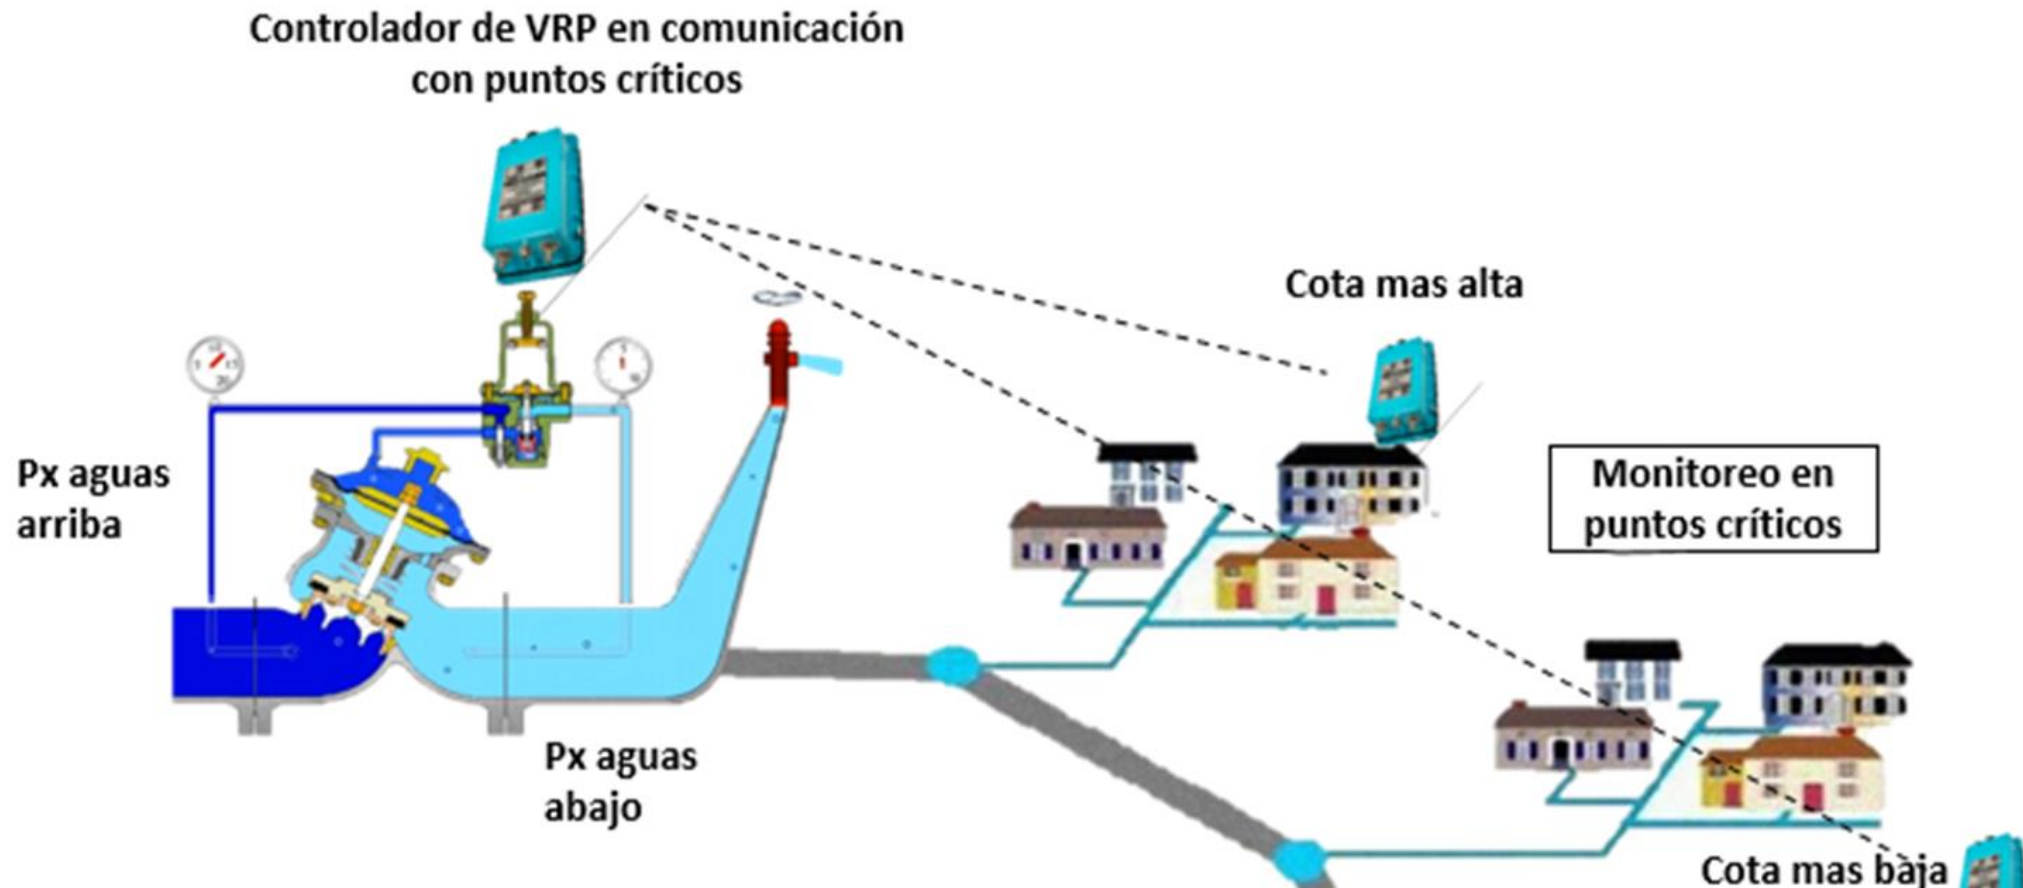 Controlador de VRP en comunicación
con puntos críticos
Cota mas alta
Px aguas
arriba
Monitoreo en
puntos críticos
Px aguas
abajo
Cota mas baja